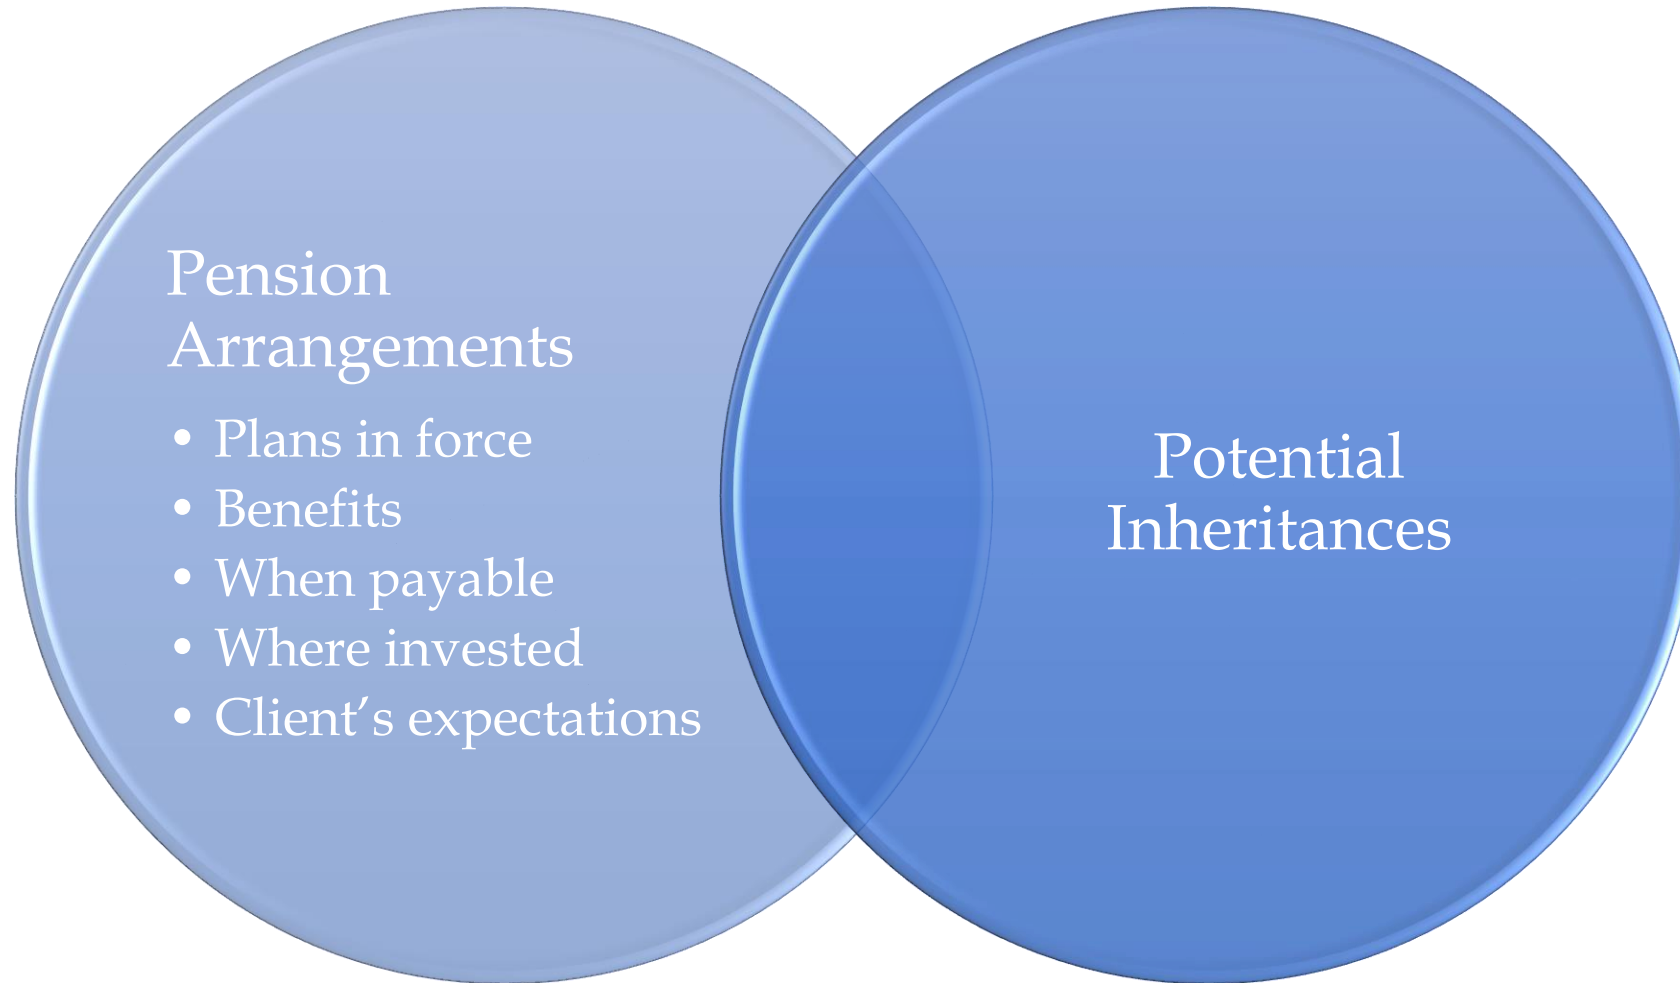 Pension
Arrangements
• Plans in force
• Benefits
• When payable
• Where invested
• Client’s expectations
Potential
Inheritances